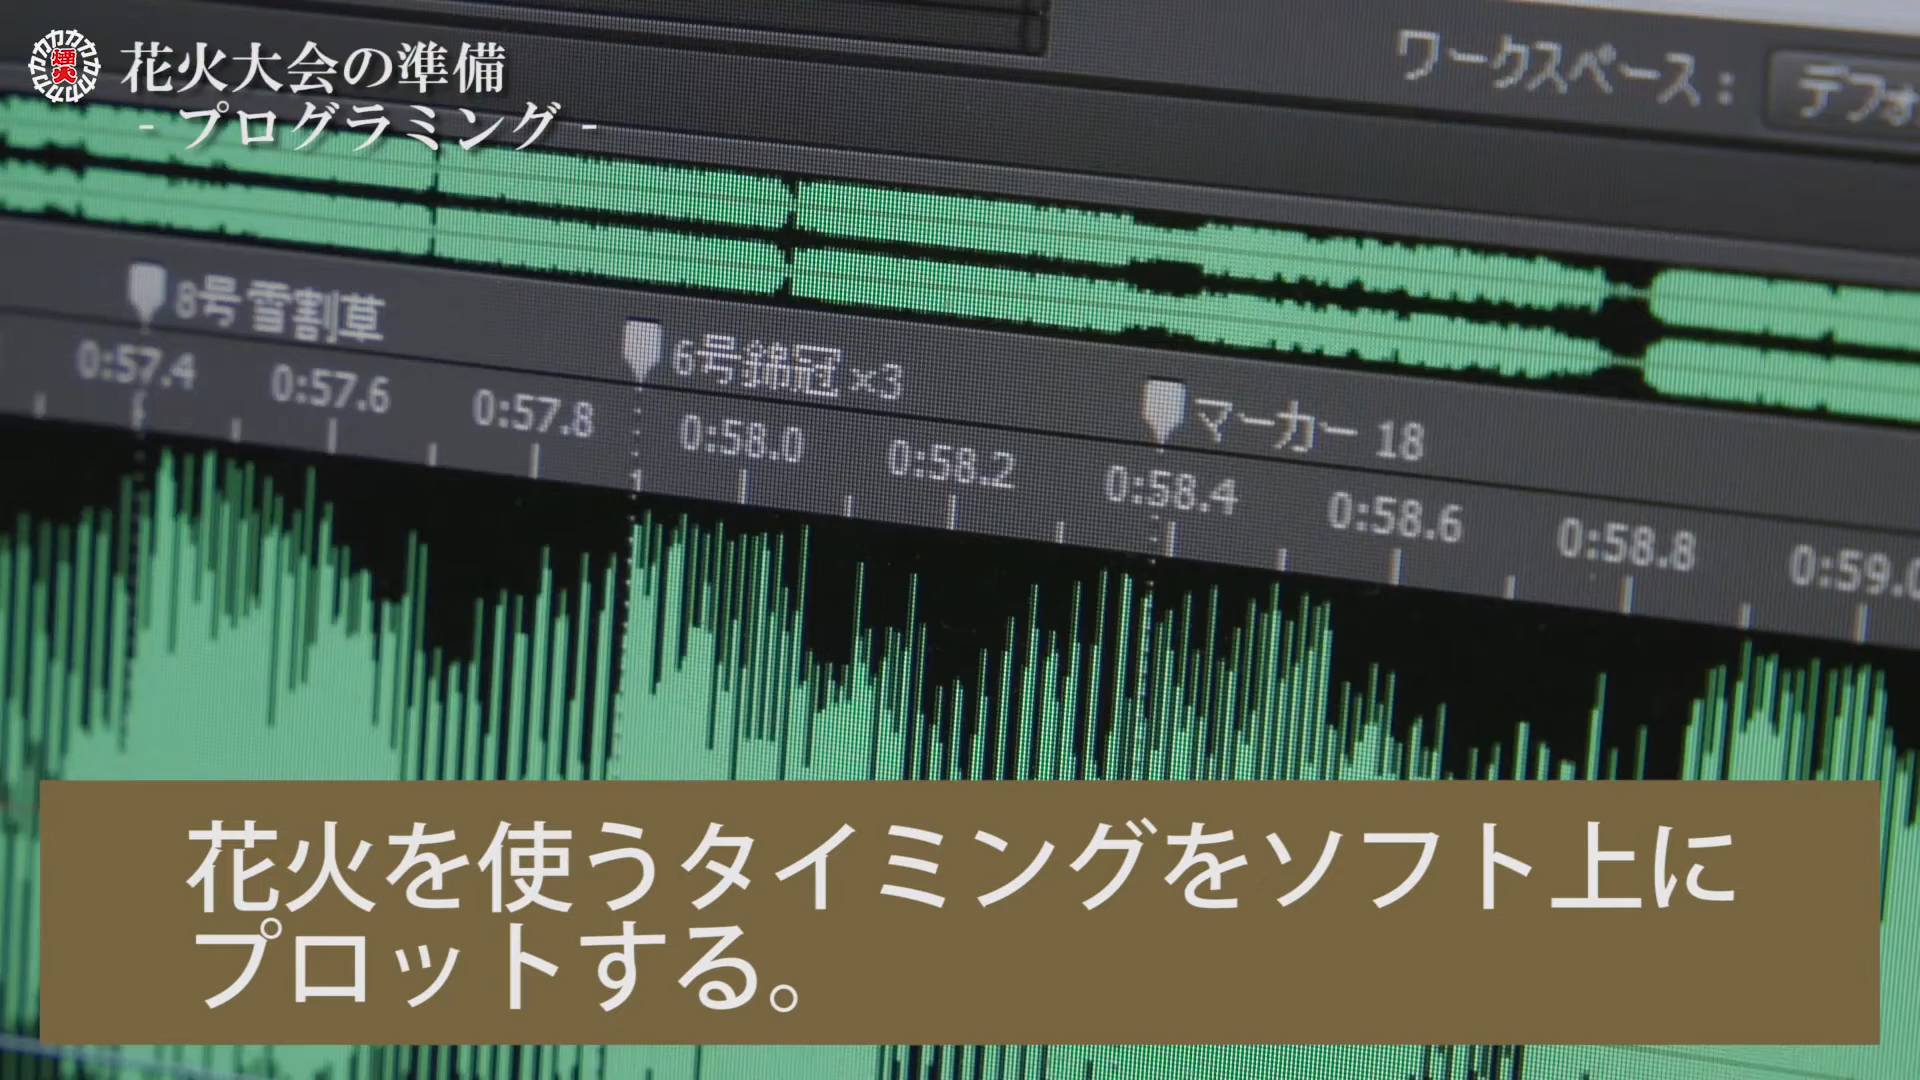 煙火
花火大会の準備
- プログラミング -
ワークスペース：
デフォ
8号雪割草
6号錦冠×3
マーカー 18
0:57.4
0:57.6
0:57.8
0:58.0
0:58.2
0:58.4
0:58.6
0:58.8
0:59.0
花火を使うタイミングをソフト上に
プロットする。